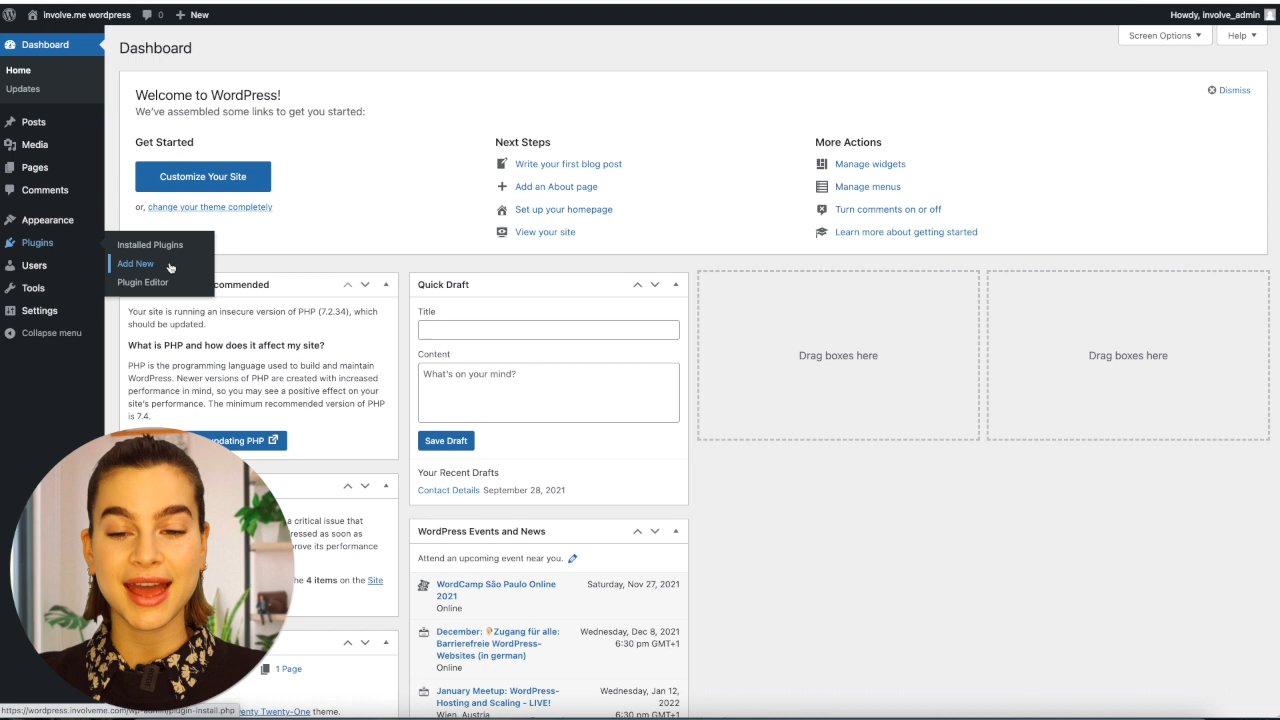 involve.me wordpress
0
New
Howdy, involve_admin
Dashboard
Home
Updates
Posts
Media
Pages
Comments
Appearance
Plugins
Users
Tools
Settings
Collapse menu
Installed Plugins
Add New
Plugin Editor
Dashboard
Screen Options
Help
Welcome to WordPress!
We've assembled some links to get you started:
Dismiss
Get Started
Customize Your Site
or, change your theme completely
Next Steps
Write your first blog post
Add an About page
Set up your homepage
View your site
More Actions
Manage widgets
Manage menus
Turn comments on or off
Learn more about getting started
Your site is running an insecure version of PHP (7.2.34), which
should be updated.
What is PHP and how does it affect my site?
PHP is the programming language used to build and maintain
WordPress. Newer versions of PHP are created with increased
performance in mind, so you may see a positive effect on your
site's performance. The minimum recommended version of PHP
is 7.4.
PHP
a critical issue that
as soon as
its performance
4 items on the Site
1 Page
Twenty-One theme.
Quick Draft
Title
Content
What's on your mind?
Save Draft
Your Recent Drafts
Contact Details September 28, 2021
WordPress Events and News
Attend an upcoming event near you.
WordCamp São Paulo Online
2021
Online
Saturday, Nov 27, 2021
December: Zugang für alle:
Barrierefreie WordPress-
Websites (in german)
Online
Wednesday, Dec 8, 2021
6:30 pm GMT+1
January Meetup: WordPress-
Hosting and Scaling - LIVE!
Wien, Austria
Wednesday, Jan 12,
2022
6:30 pm GMT+1
Drag boxes here
Drag boxes here
https://wordpress.involveme.com/wp-admin/plugin-install.php